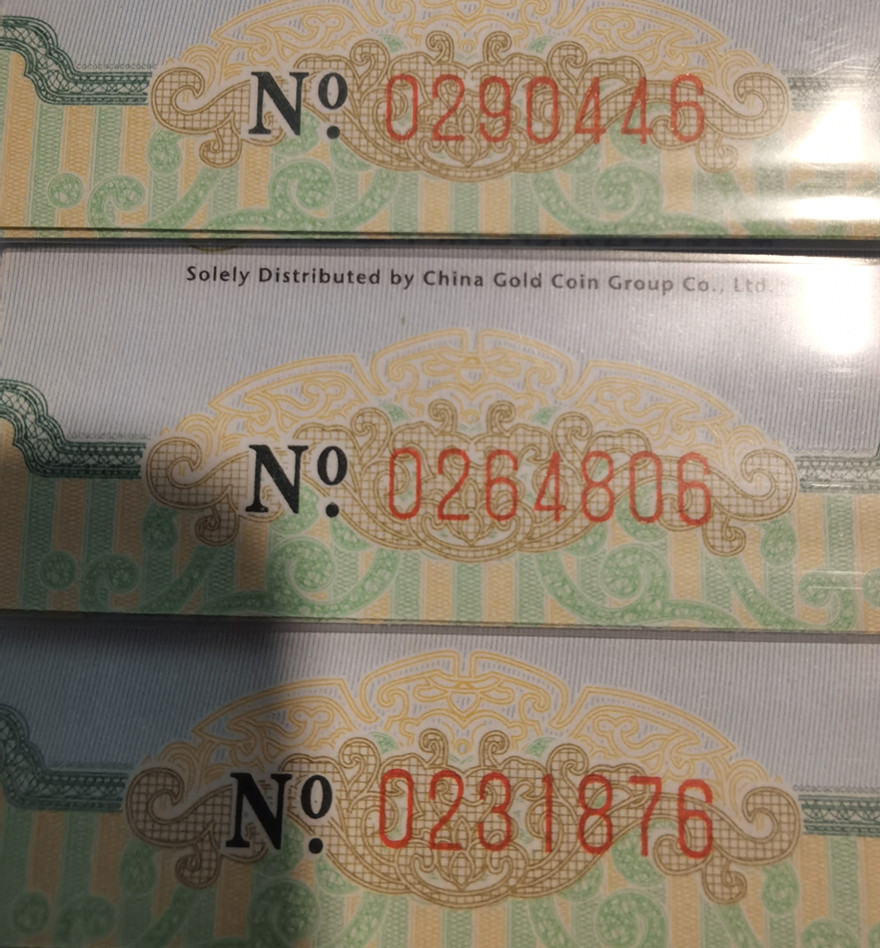 Nº 0290446
Solely Distributed by China Gold Coin Group Co., Ltd.
Nº 0264806
Nº 0231876